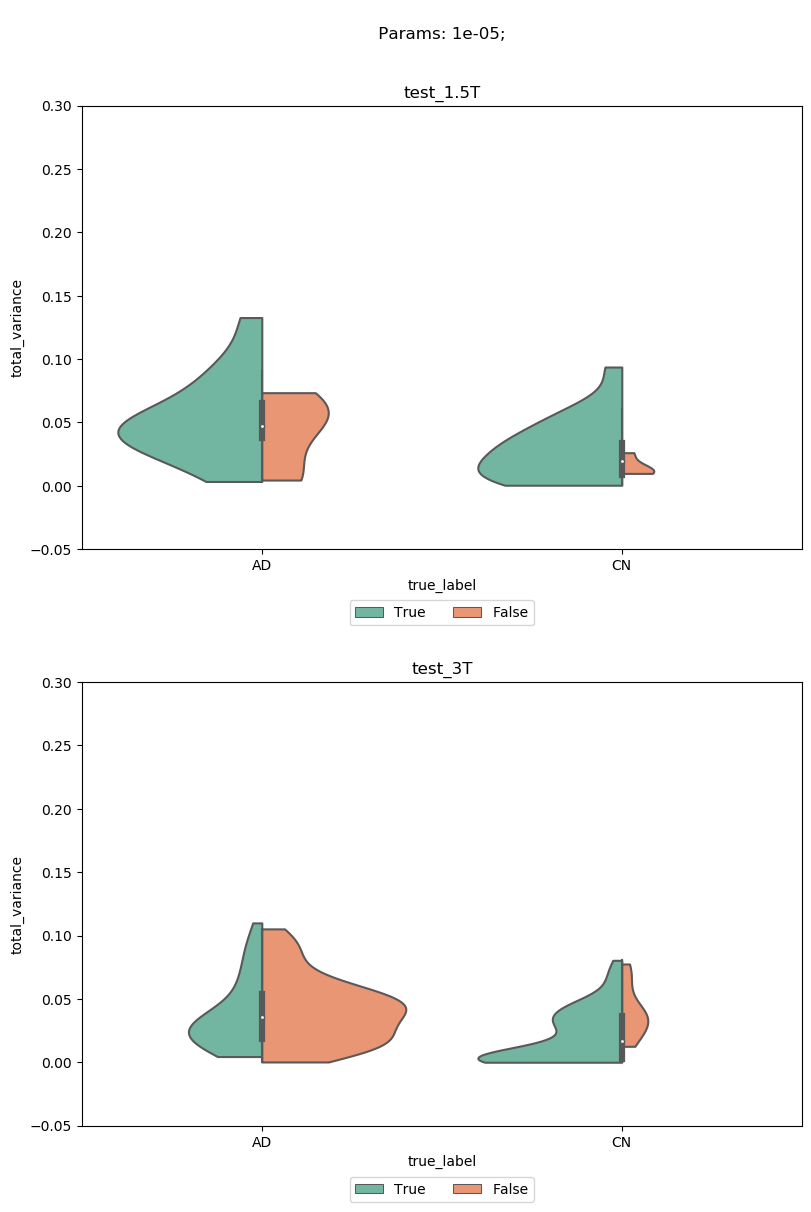 Params: 1e-05;
test_1.5T
0.30
0.25
0.20
0.15
0.10
0.05
0.00
−0.05
total_variance
AD CN
true_label
True False
test_3T
0.30
0.25
0.20
0.15
0.10
0.05
0.00
−0.05
total_variance
AD CN
true_label
True False